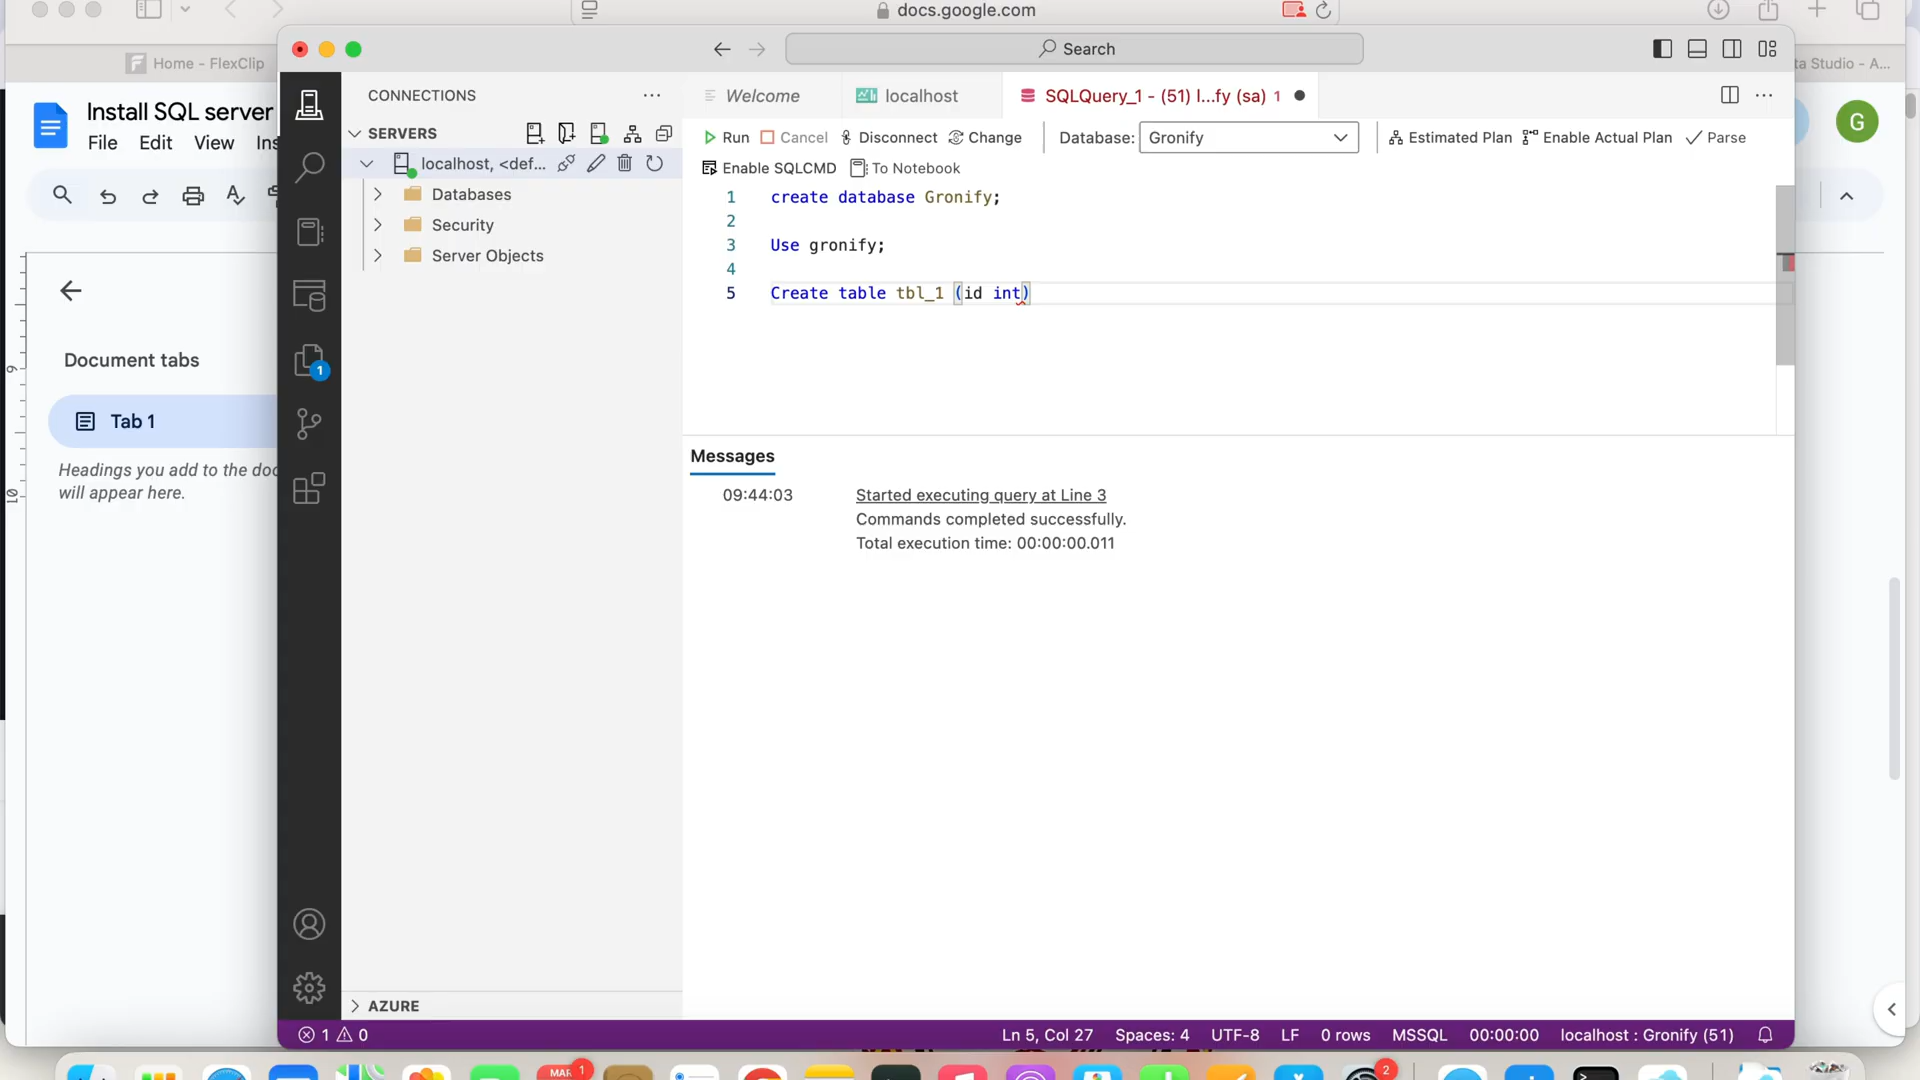 docs.google.com
Home - FlexClip
ta Studio - A...
Search
Install SQL server
File Edit View Ins
G
Document tabs
Tab 1
Headings you add to the doc
will appear here.
9
10
CONNECTIONS
SERVERS
localhost, <def...
Databases
Security
Server Objects
AZURE
1
Welcome
localhost
SQLQuery_1 - (51) l...fy (sa) 1
Run Cancel Disconnect Change Database: Gronify Estimated Plan Enable Actual Plan Parse
Enable SQLCMD To Notebook
1 create database Gronify;
2
3 Use gronify;
4
5 Create table tbl_1 (id int)
Messages
09:44:03 Started executing query at Line 3
Commands completed successfully.
Total execution time: 00:00:00.011
1 0 Ln 5, Col 27 Spaces: 4 UTF-8 LF 0 rows MSSQL 00:00:00 localhost : Gronify (51)
MAR 1
2